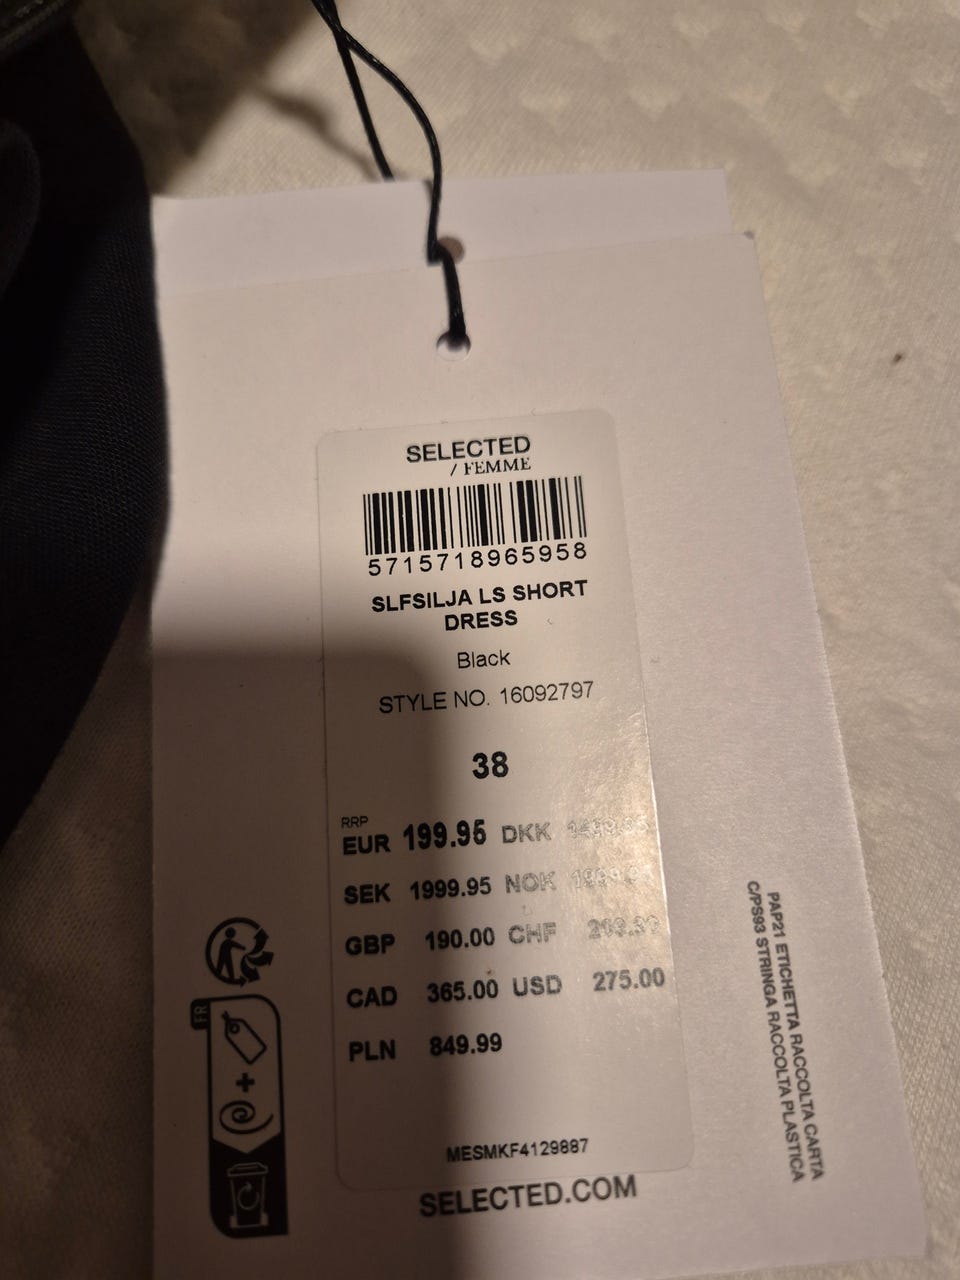 SELECTED
/ FEMME
5715718965958
SLFSILJA LS SHORT
DRESS
Black
STYLE NO. 16092797
38
RRP
EUR 199.95 DKK
SEK 1999.95 NOK
GBP 190.00 CHF
CAD 365.00 USD 275.00
PLN 849.99
MESMKF4129887
SELECTED.COM
FR
PAP21 ETICHETTA RACCOLTA CARTA
C/PS93 STRINGA RACCOLTA PLASTICA